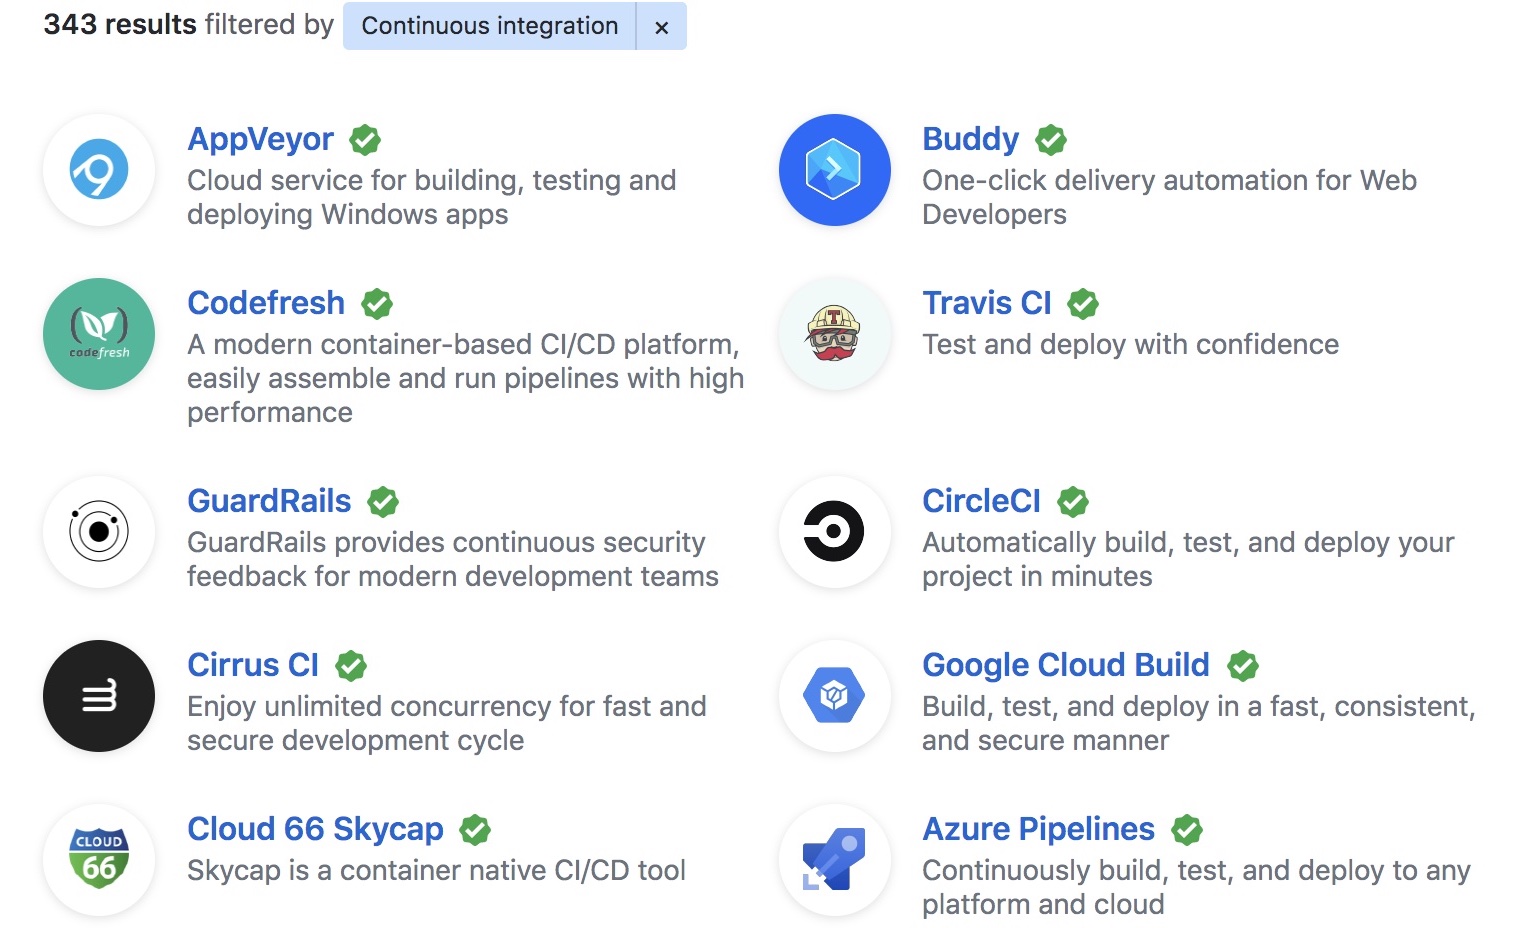 343 results filtered by Continuous integration ×
AppVeyor
Cloud service for building, testing and
deploying Windows apps
Buddy
One-click delivery automation for Web
Developers
codefresh
Codefresh
A modern container-based CI/CD platform,
easily assemble and run pipelines with high
performance
T
Travis CI
Test and deploy with confidence
GuardRails
GuardRails provides continuous security
feedback for modern development teams
CircleCI
Automatically build, test, and deploy your
project in minutes
Cirrus CI
Enjoy unlimited concurrency for fast and
secure development cycle
Google Cloud Build
Build, test, and deploy in a fast, consistent,
and secure manner
CLOUD
66
Cloud 66 Skycap
Skycap is a container native CI/CD tool
Azure Pipelines
Continuously build, test, and deploy to any
platform and cloud